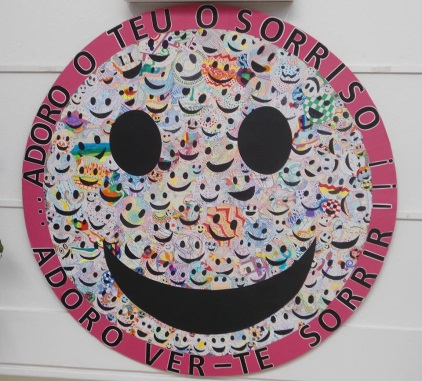 ADORO O TEU O SORRISO !!!
ADORO VER-TE SORRIR